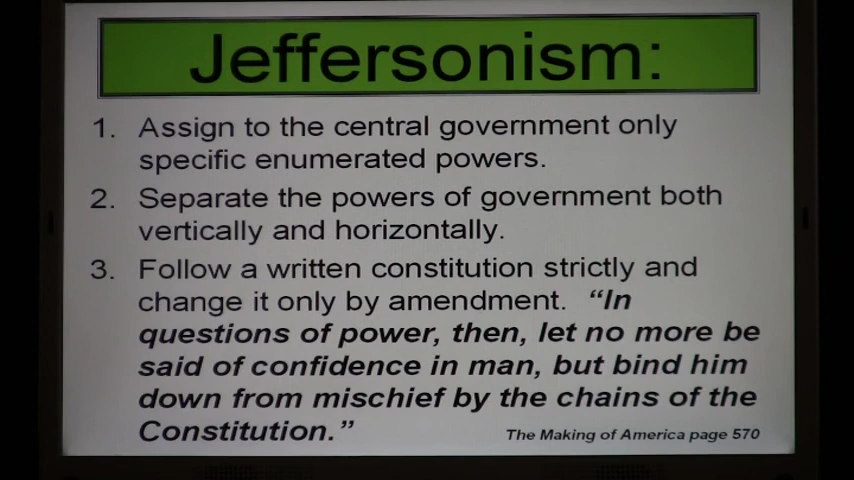 Jeffersonism:
1. Assign to the central government only
specific enumerated powers.
2. Separate the powers of government both
vertically and horizontally.
3. Follow a written constitution strictly and
change it only by amendment. “In
questions of power, then, let no more be
said of confidence in man, but bind him
down from mischief by the chains of the
Constitution.”
The Making of America page 570